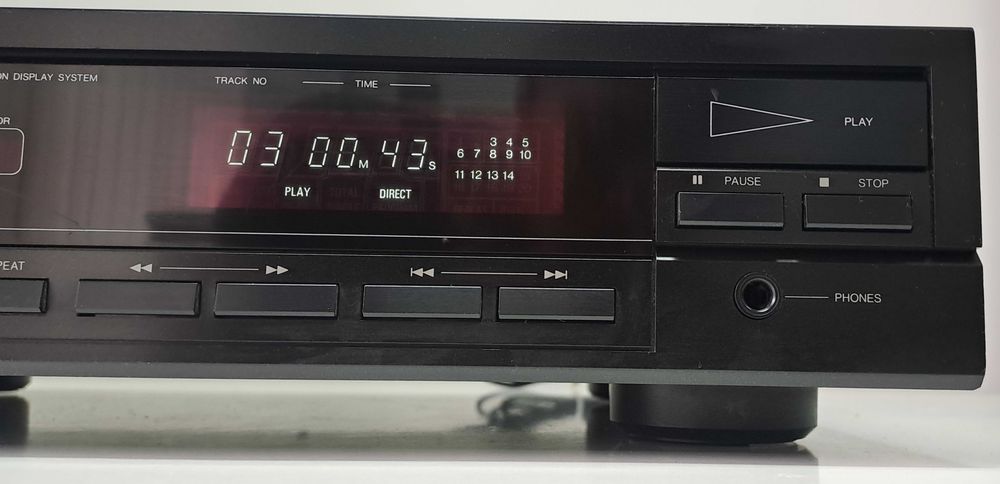 ON DISPLAY SYSTEM
TRACK NO
TIME
OR
03 00M 43S
3 4 5
6 7 8 9 10
11 12 13 14
PLAY
DIRECT
PLAY
PAUSE
STOP
PEAT
PHONES